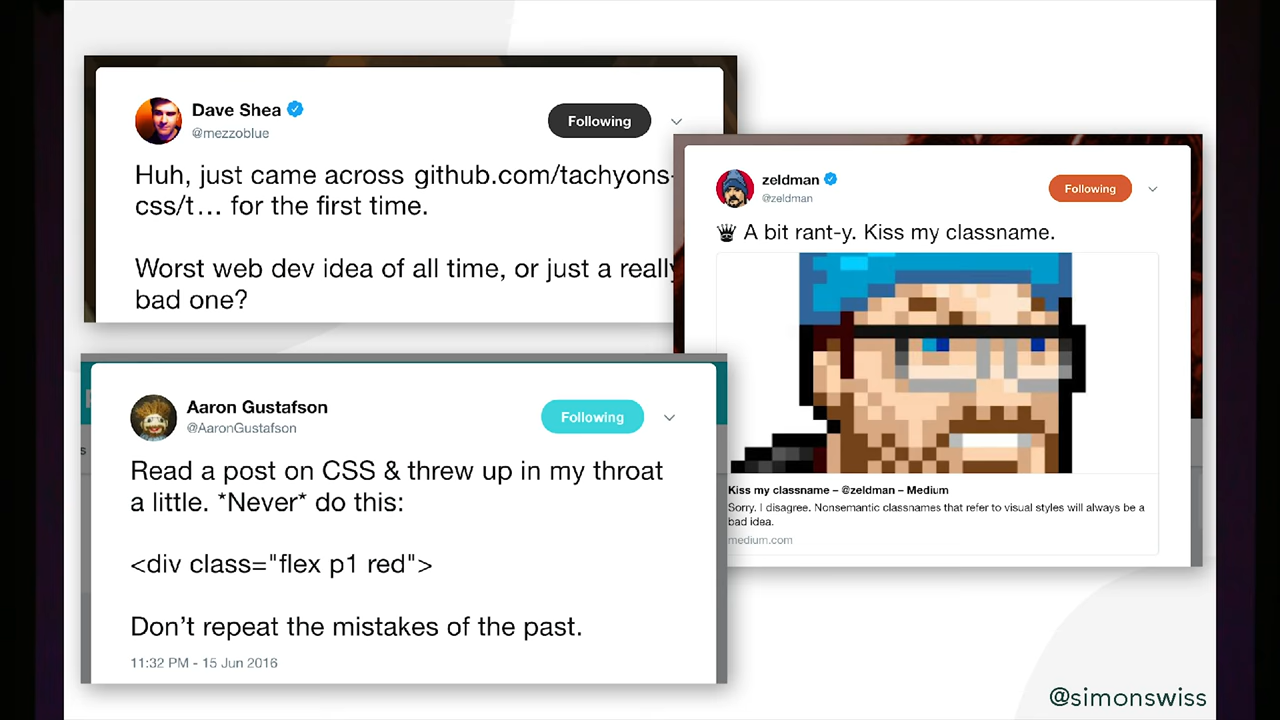 Dave Shea
@mezzoblue
Following
Huh, just came across github.com/tachyons-
css/t… for the first time.
Worst web dev idea of all time, or just a really
bad one?
zeldman
@zeldman
Following
A bit rant-y. Kiss my classname.
Kiss my classname – @zeldman – Medium
Sorry. I disagree. Nonsemantic classnames that refer to visual styles will always be a
bad idea.
medium.com
Aaron Gustafson
@AaronGustafson
Following
Read a post on CSS & threw up in my throat
a little. *Never* do this:
<div class="flex p1 red">
Don’t repeat the mistakes of the past.
11:32 PM - 15 Jun 2016
@simonswiss